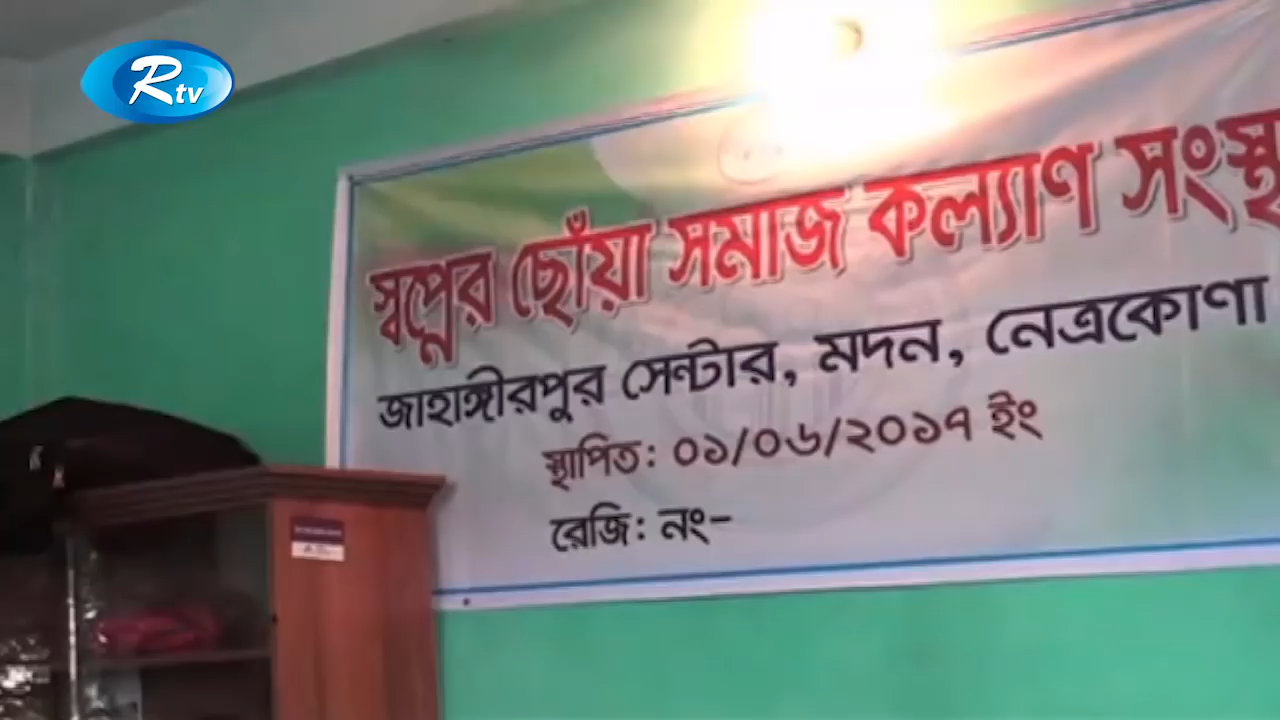 Rtv
স্বপ্নের ছোঁয়া সমাজ কল্যাণ সংস্থ
জাহাঙ্গীরপুর সেন্টার, মদন, নেত্রকোণা
স্থাপিত: ০১/০৬/২০১৭ ইং
রেজি: নং-